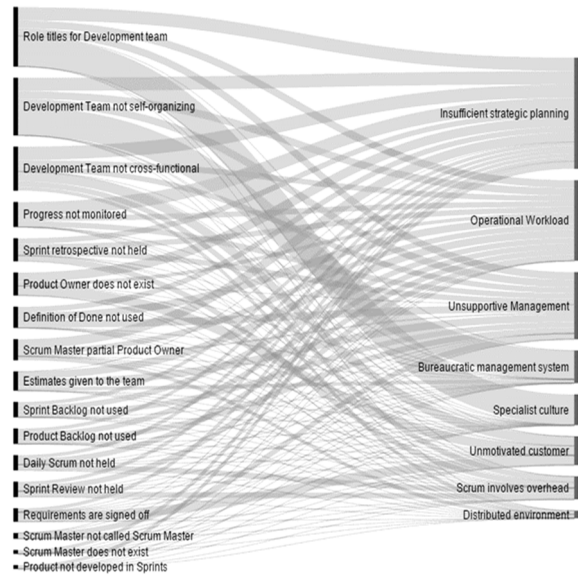 Role titles for Development team
Development Team not self-organizing
Development Team not cross-functional
Progress not monitored
Sprint retrospective not held
Product Owner does not exist
Definition of Done not used
Scrum Master partial Product Owner
Estimates given to the team
Sprint Backlog not used
Product Backlog not used
Daily Scrum not held
Sprint Review not held
Requirements are signed off
Scrum Master not called Scrum Master
Scrum Master does not exist
Product not developed in Sprints
Insufficient strategic planning
Operational Workload
Unsupportive Management
Bureaucratic management system
Specialist culture
Unmotivated customer
Scrum involves overhead
Distributed environment